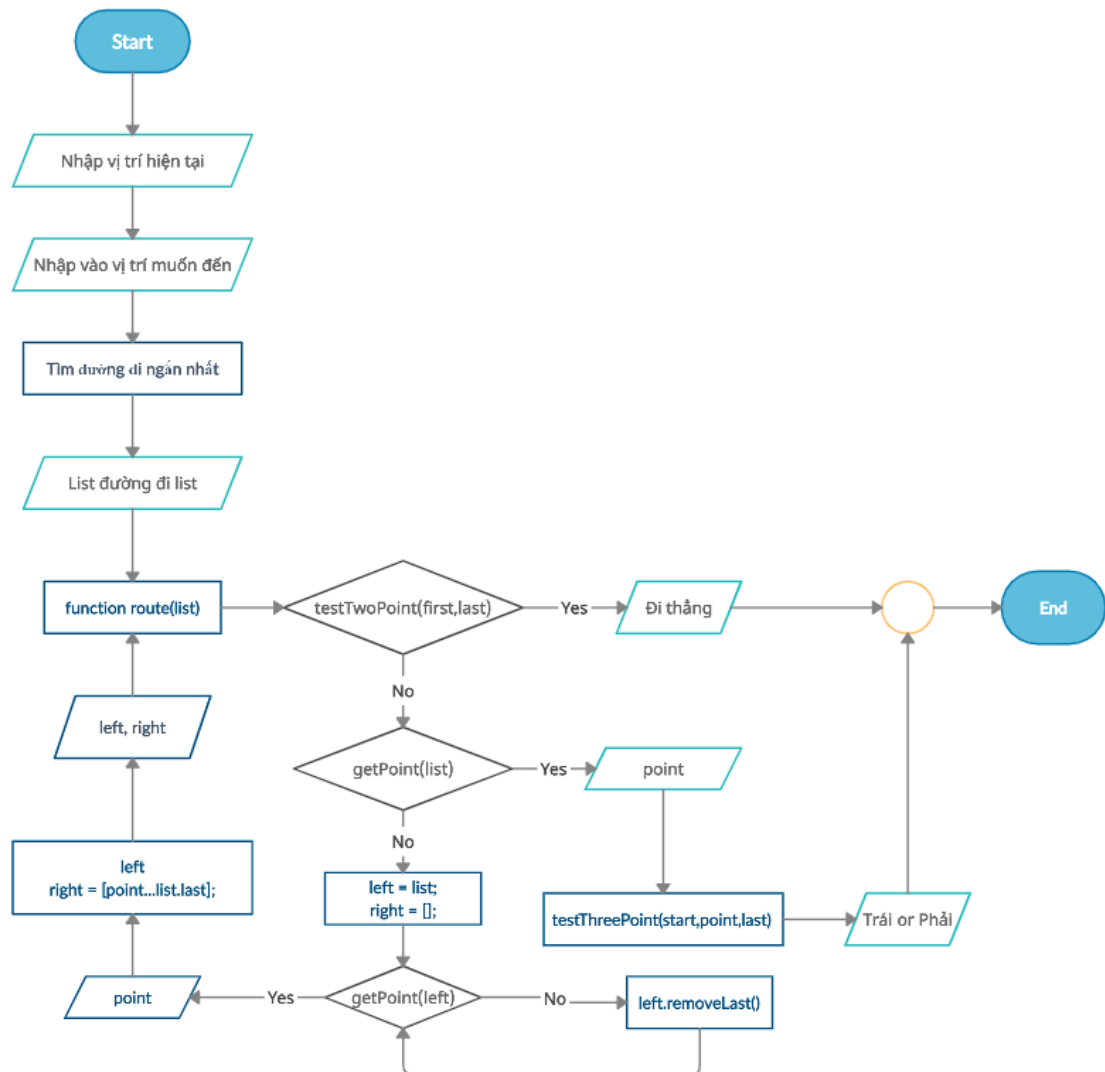 Start
Nhập vị trí hiện tại
Nhập vào vị trí muốn đến
Tìm đường đi ngắn nhất
List đường đi list
function route(list)
testTwoPoint(first,last)
Yes
Đi thẳng
End
No
left, right
getPoint(list)
Yes
point
No
left
right = [point...list.last];
left = list;
right = [];
testThreePoint(start,point,last)
Trái or Phải
point
Yes
getPoint(left)
No
left.removeLast()